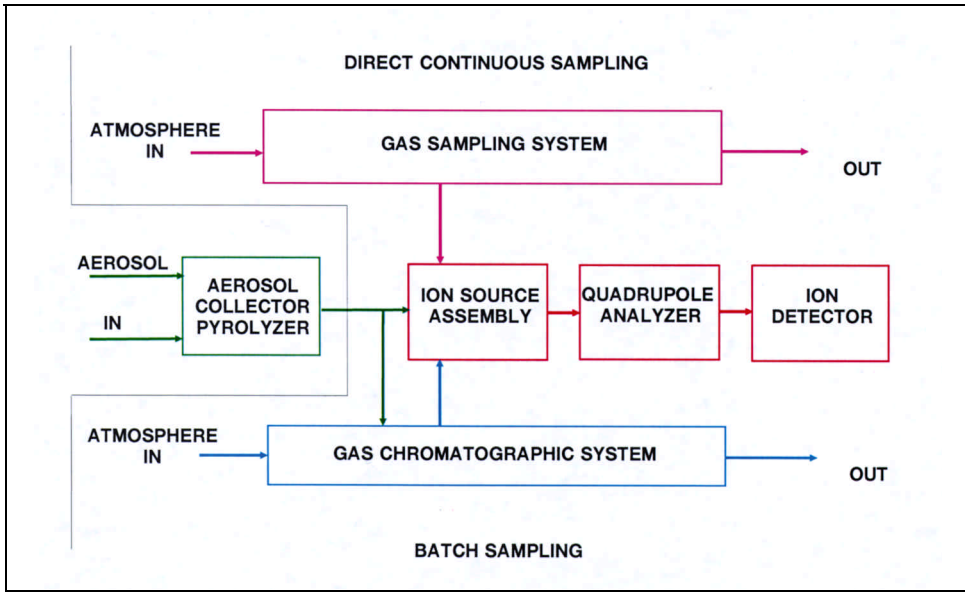 DIRECT CONTINUOUS SAMPLING
ATMOSPHERE
IN
GAS SAMPLING SYSTEM
OUT
AEROSOL
IN
AEROSOL
COLLECTOR
PYROLYZER
ION SOURCE
ASSEMBLY
QUADRUPOLE
ANALYZER
ION
DETECTOR
ATMOSPHERE
IN
GAS CHROMATOGRAPHIC SYSTEM
OUT
BATCH SAMPLING